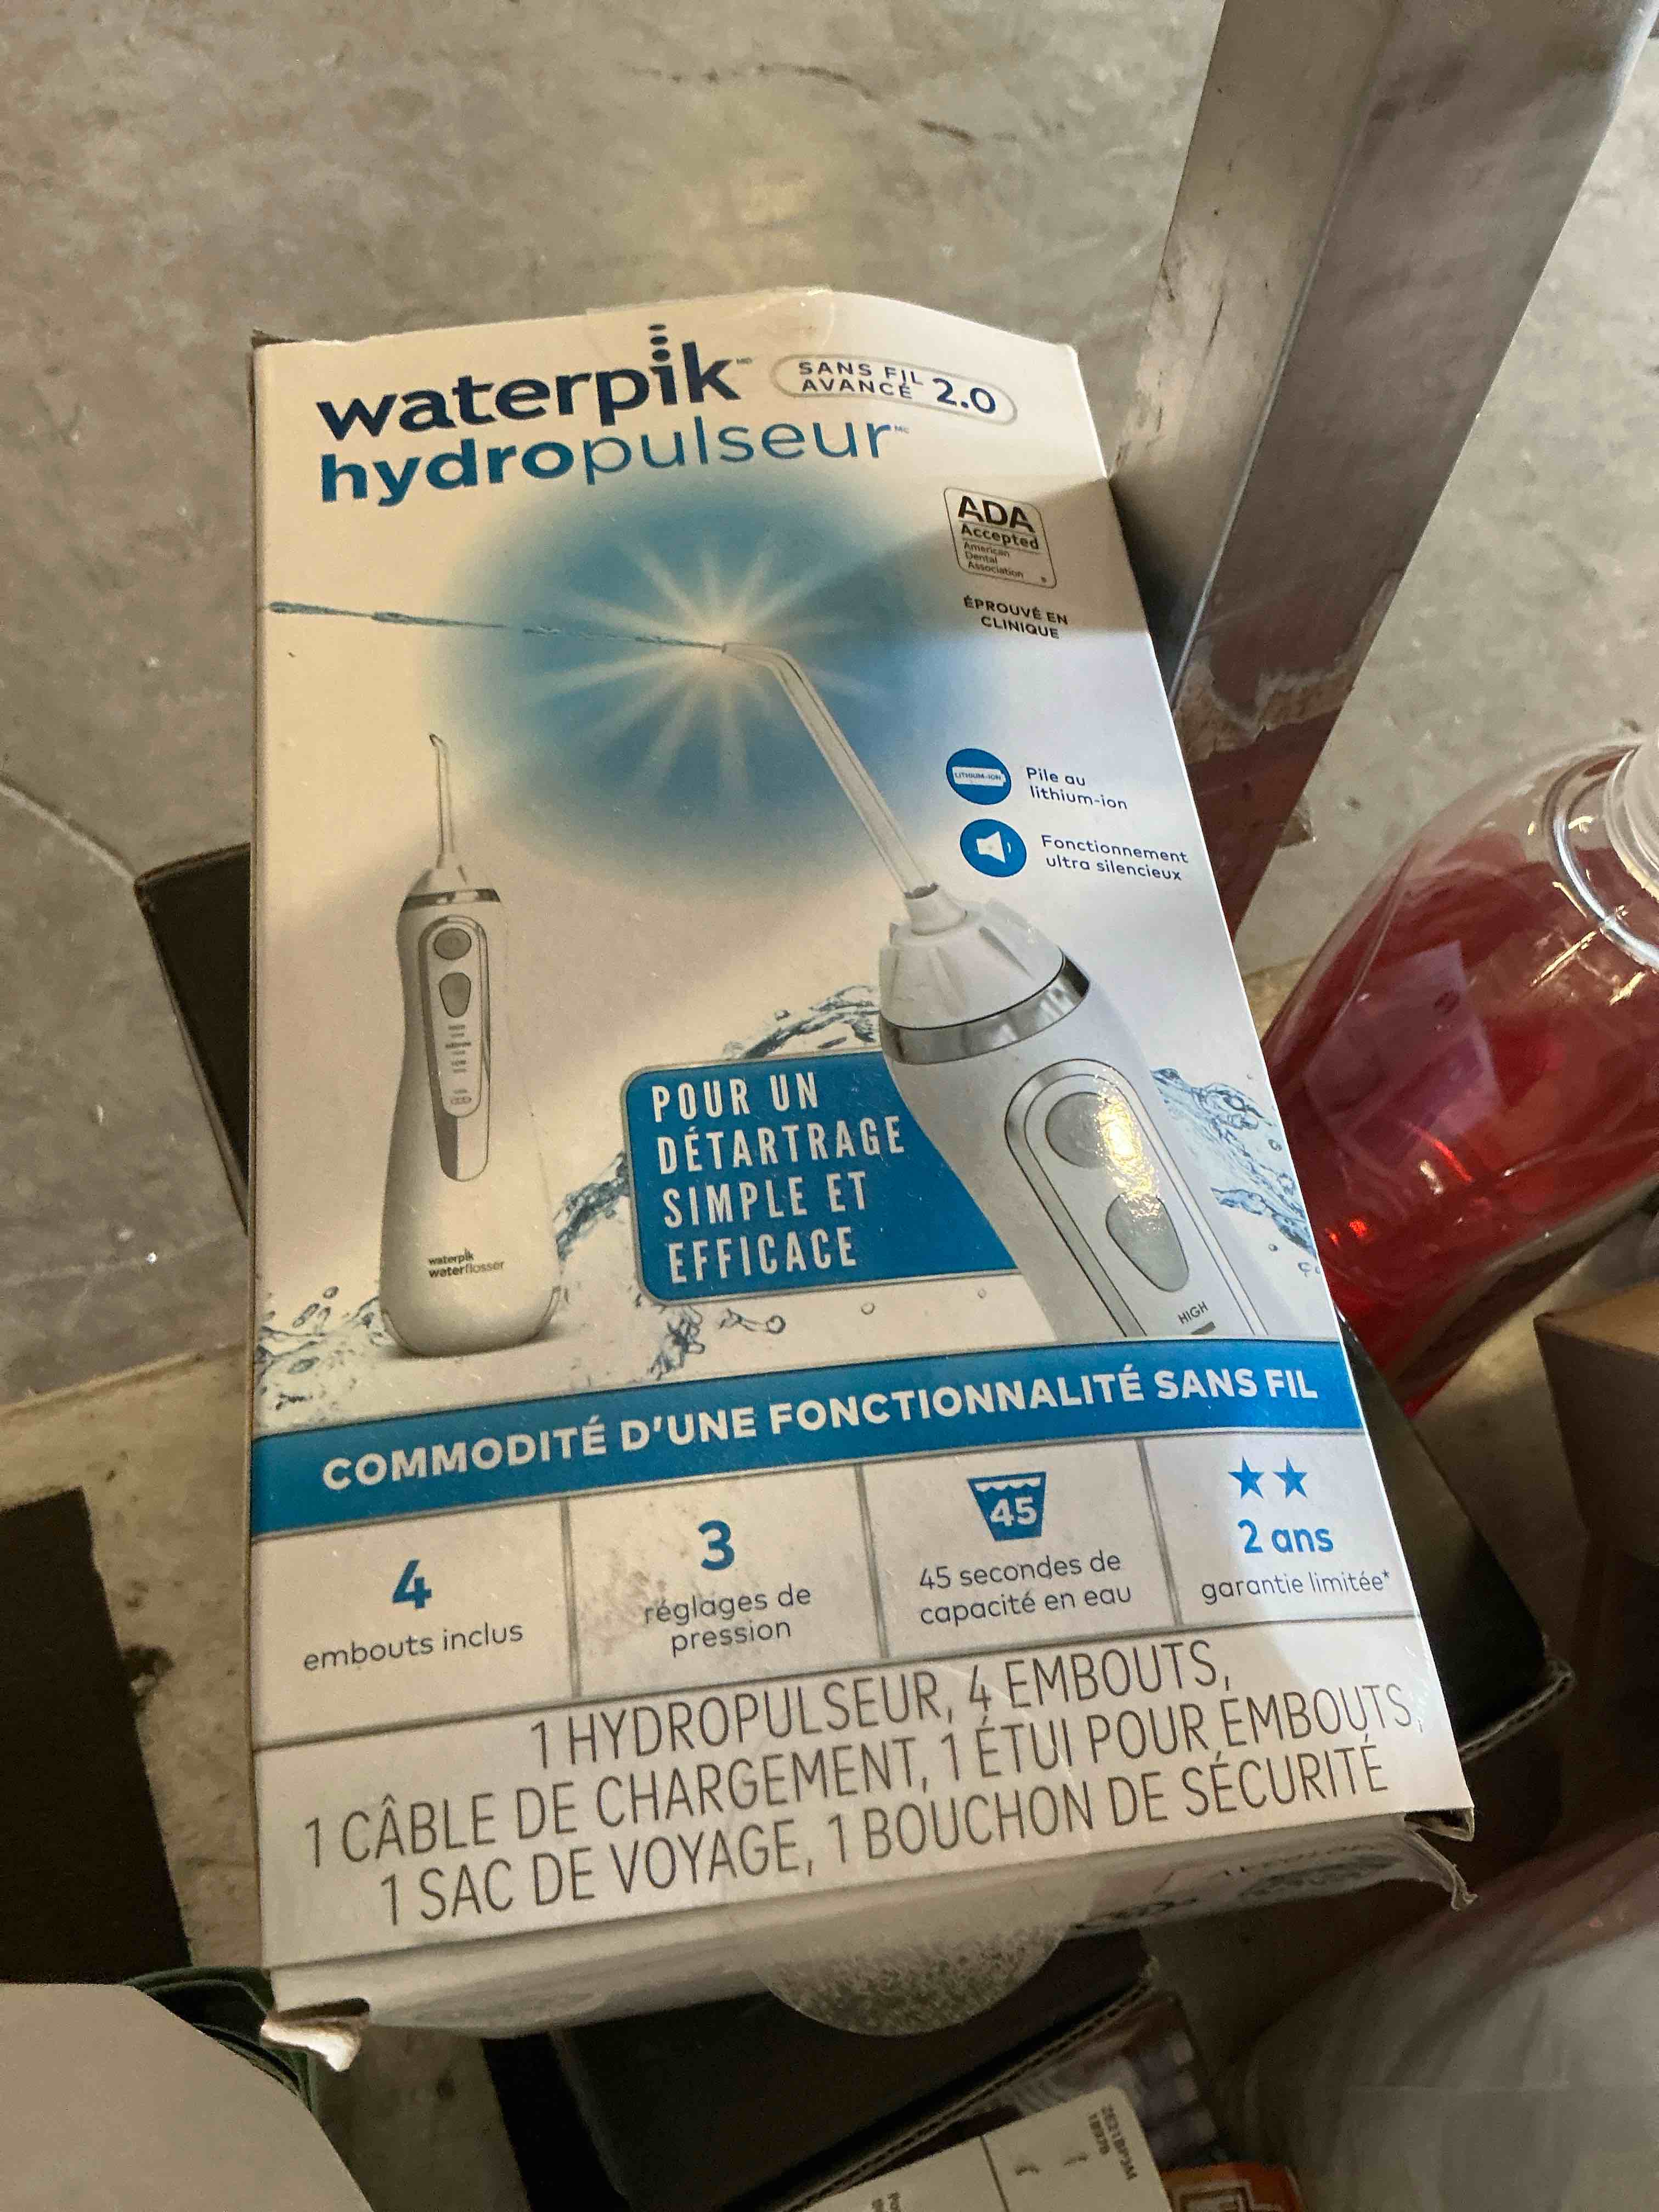 waterpik MD
SANS FIL
AVANCÉ 2.0
hydropulseur MC
ADA
Accepted
American
Dental
Association
ÉPROUVÉ EN
CLINIQUE
LITHIUM-ION
Pile au
lithium-ion
Fonctionnement
ultra silencieux
POUR UN
DÉTARTRAGE
SIMPLE ET
EFFICACE
waterpik
waterflosser
HIGH
COMMODITÉ D'UNE FONCTIONNALITÉ SANS FIL
4
embouts inclus
3
réglages de
pression
45
45 secondes de
capacité en eau
2 ans
garantie limitée*
1 HYDROPULSEUR, 4 EMBOUTS,
1 CÂBLE DE CHARGEMENT, 1 ÉTUI POUR EMBOUTS,
1 SAC DE VOYAGE, 1 BOUCHON DE SÉCURITÉ